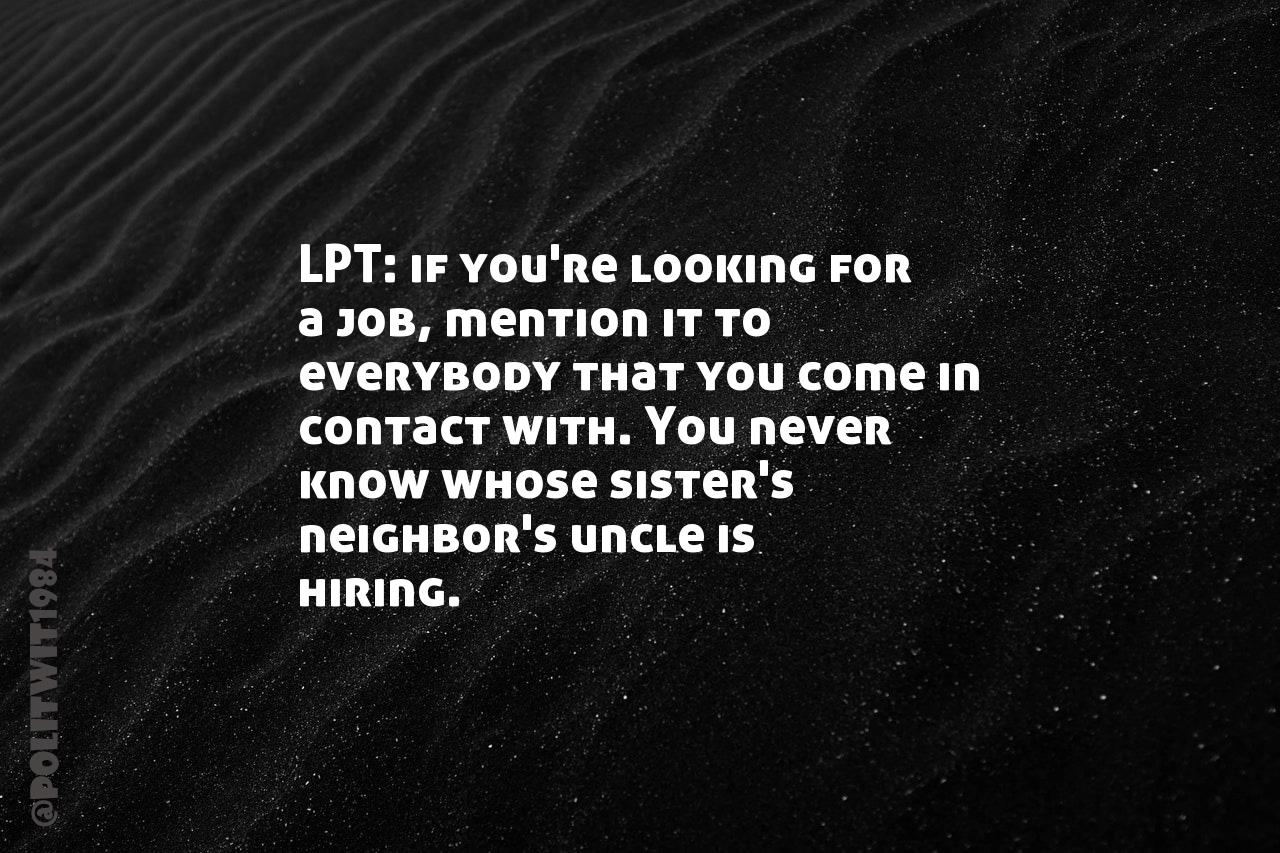 LPT: if you're looking for
a job, mention it to
everybody that you come in
contact with. You never
know whose sister's
neighbor's uncle is
hiring.
@POLITWIT1984